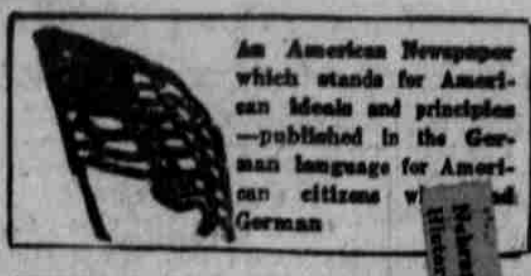 An American Newspaper
which stands for Ameri-
can ideals and principles
—published in the Ger-
man language for Ameri-
can citizens
German